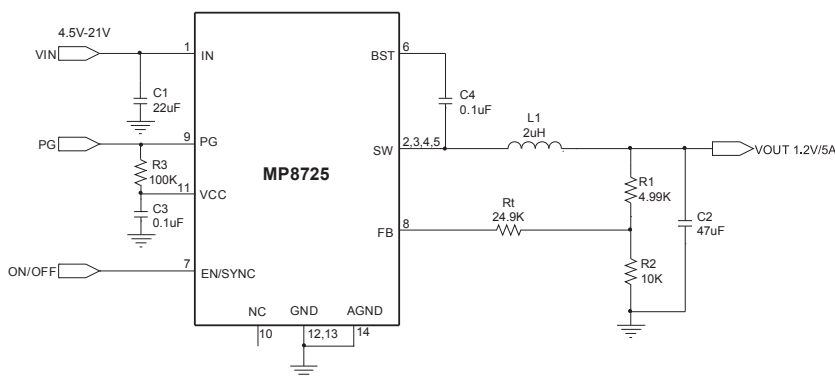 4.5V-21V
VIN
1
IN
C1
22uF
PG
9
PG
R3
100K
11
VCC
C3
0.1uF
ON/OFF
7
EN/SYNC
MP8725
NC
10
GND
12,13
AGND
14
BST
6
C4
0.1uF
SW
2,3,4,5
L1
2uH
VOUT 1.2V/5A
FB
8
Rt
24.9K
R1
4.99K
R2
10K
C2
47uF